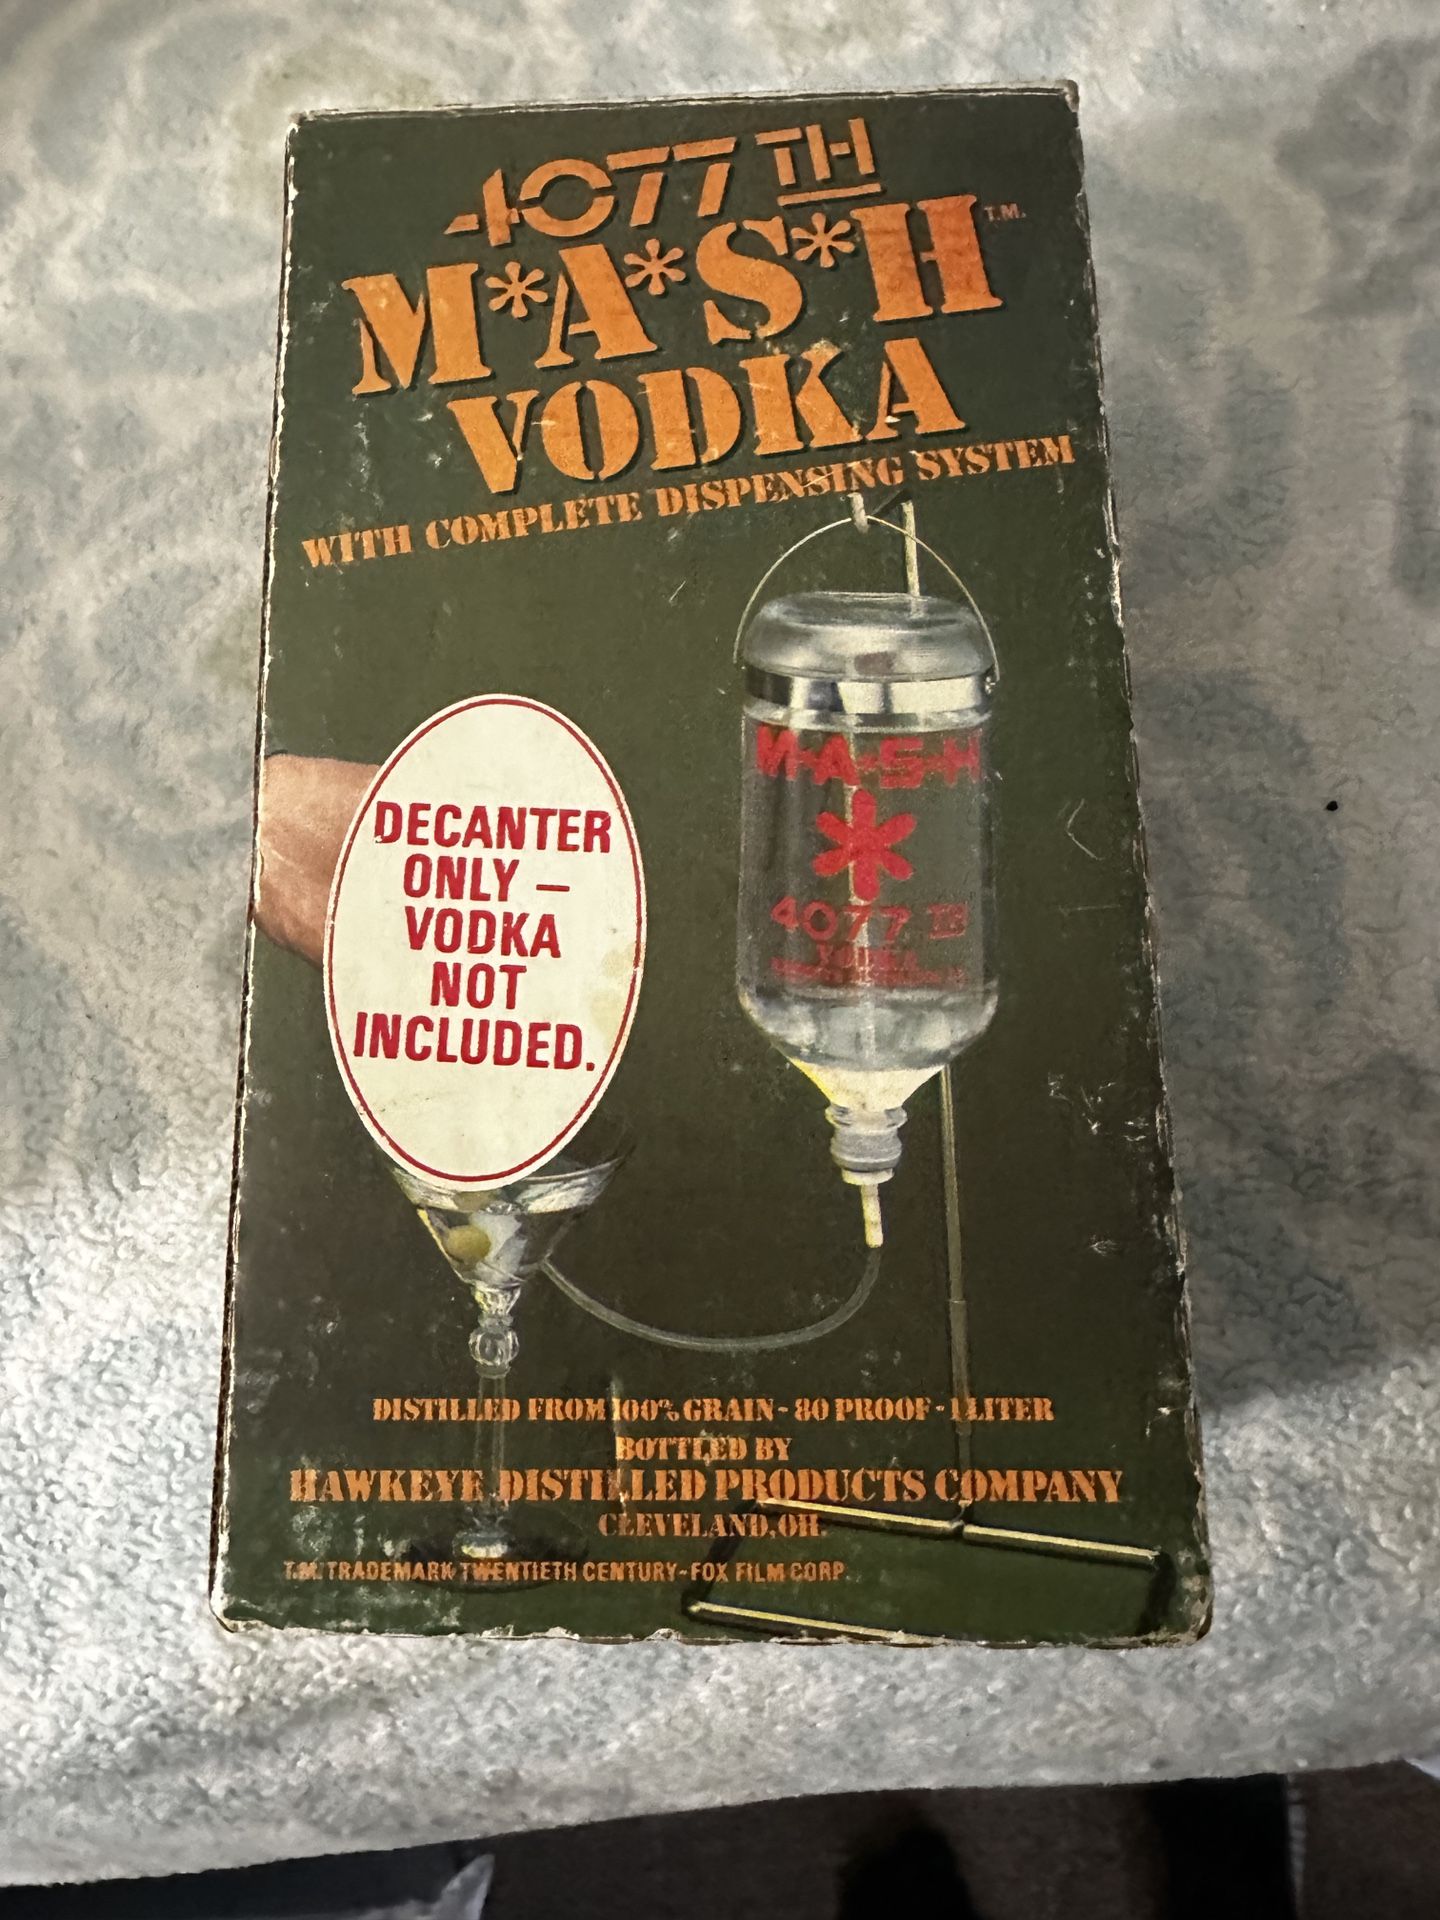 4077 TH
M*A*S*H T.M.
VODKA
WITH COMPLETE DISPENSING SYSTEM
M*A*S*H
4077 TH
DECANTER
ONLY –
VODKA
NOT
INCLUDED.
DISTILLED FROM 100% GRAIN - 80 PROOF - 1 LITER
BOTTLED BY
HAWKEYE DISTILLED PRODUCTS COMPANY
CLEVELAND, OH.
T.M. TRADEMARK TWENTIETH CENTURY-FOX FILM CORP.